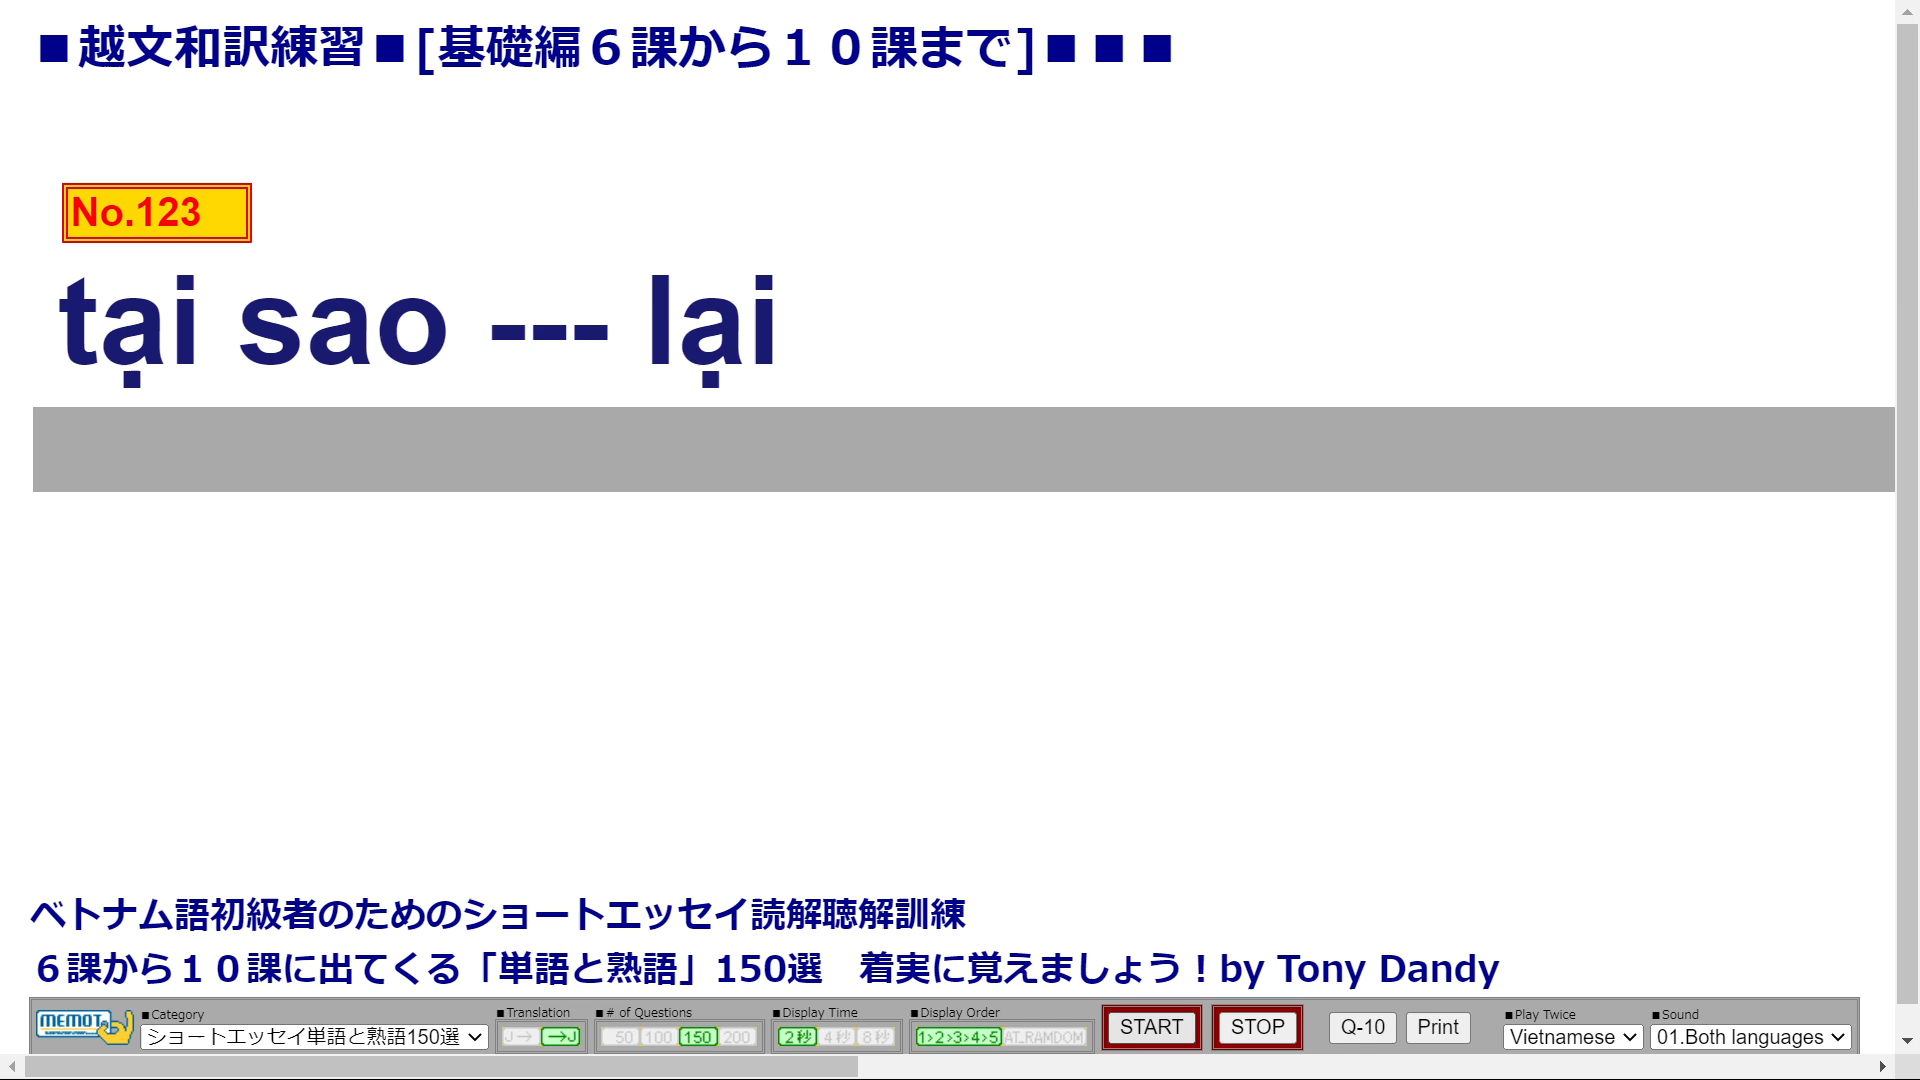 ■越文和訳練習■[基礎編６課から１０課まで]■ ■ ■
No.123
tại sao --- lại
ベトナム語初級者のためのショートエッセイ読解聴解訓練
６課から１０課に出てくる「単語と熟語」150選　着実に覚えましょう！by Tony Dandy
MEMOT
■Category
ショートエッセイ単語と熟語150選
■Translation
J→ →J
■# of Questions
50 100 150 200
■Display Time
2秒 4秒 8秒
■Display Order
1>2>3>4>5 AT_RAMDOM
START
STOP
Q-10
Print
■Play Twice
Vietnamese
■Sound
01.Both languages